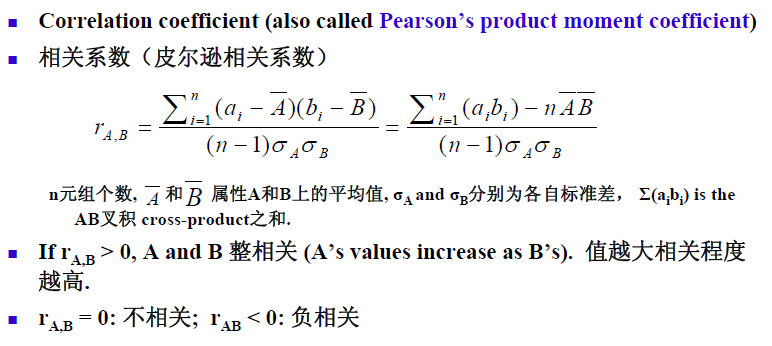 Correlation coefficient (also called Pearson's product moment coefficient)
相关系数（皮尔逊相关系数）
r_{A,B} = \frac{\sum_{i=1}^{n}(a_i - \overline{A})(b_i - \overline{B})}{(n-1)\sigma_A\sigma_B} = \frac{\sum_{i=1}^{n}(a_i b_i) - n\overline{A}\overline{B}}{(n-1)\sigma_A\sigma_B}
n元组个数, \overline{A} 和 \overline{B} 属性A和B上的平均值, σ_A and σ_B分别为各自标准差， Σ(a_ib_i) is the
AB叉积 cross-product之和.
If r_{A,B} > 0, A and B 整相关 (A's values increase as B's). 值越大相关程度
越高.
r_{A,B} = 0: 不相关; r_{AB} < 0: 负相关